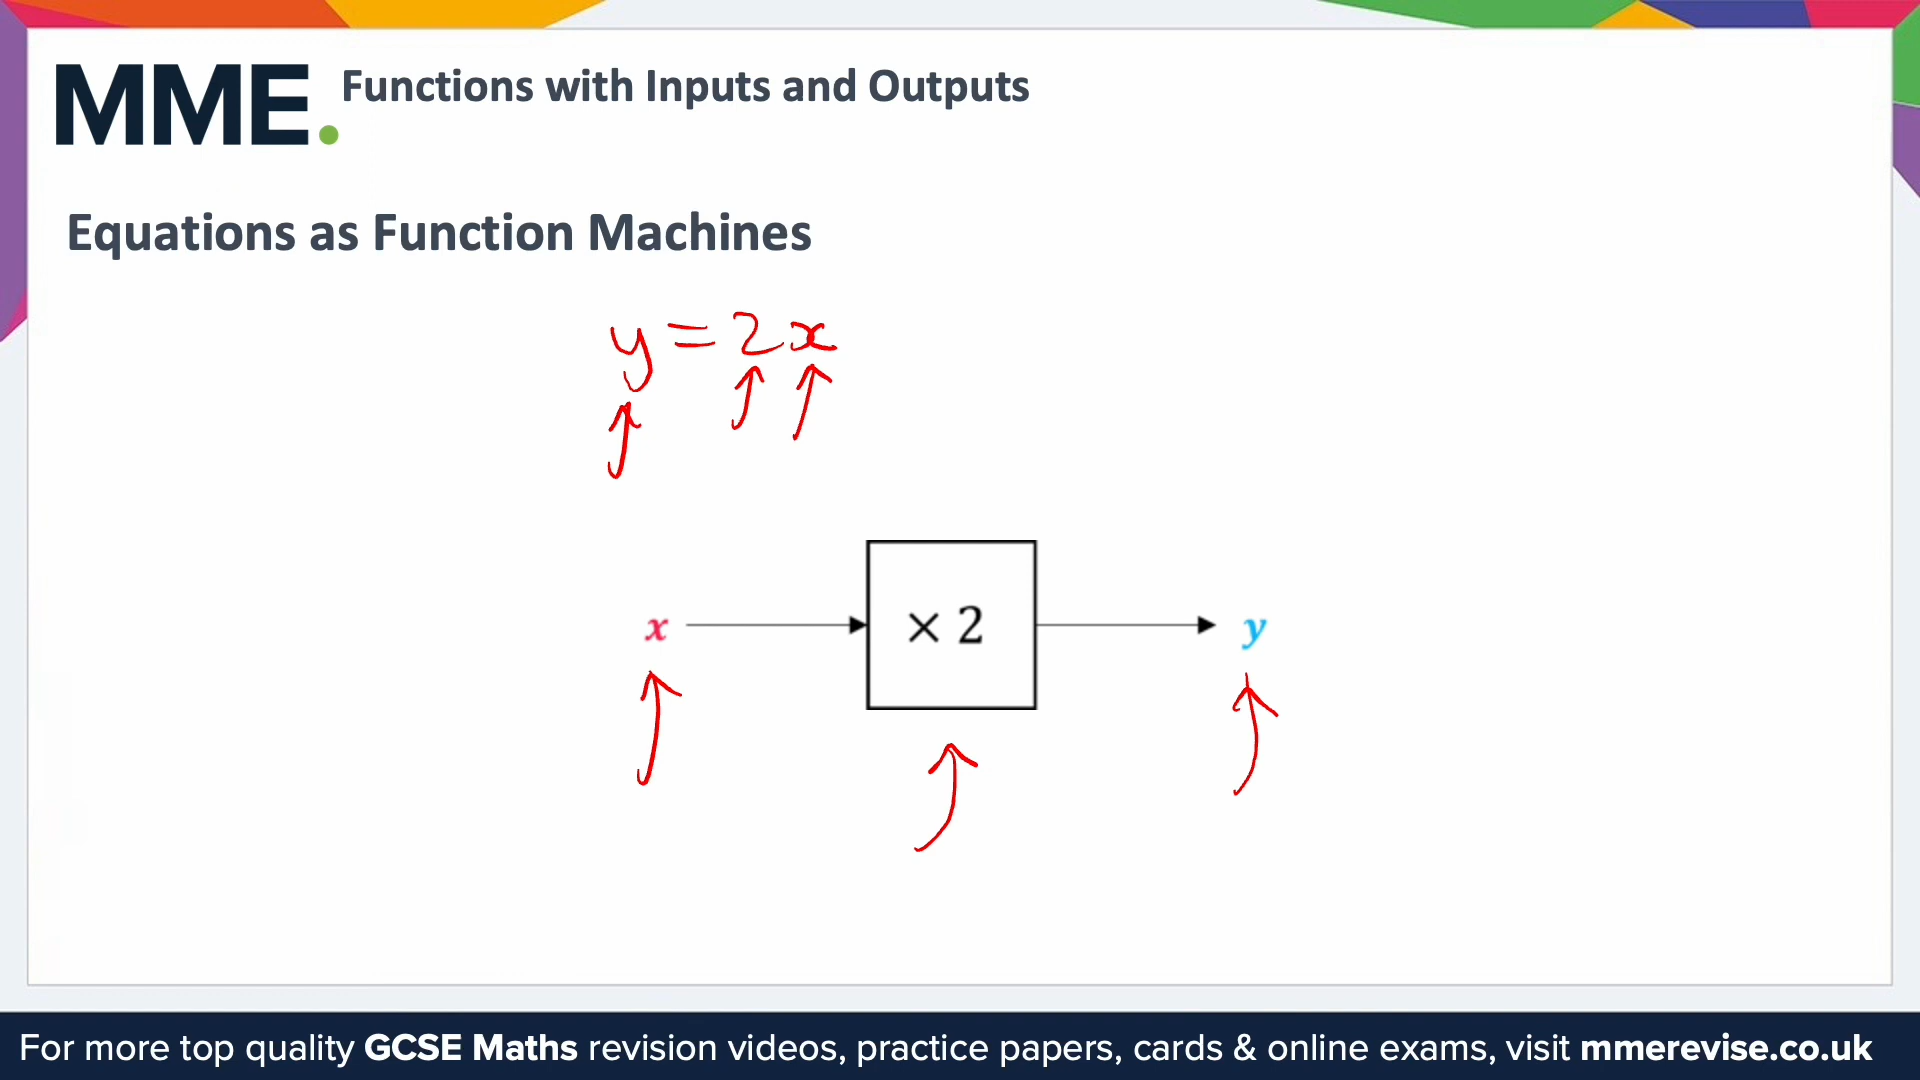 MME.
Functions with Inputs and Outputs
Equations as Function Machines
y = 2x
x × 2 y
For more top quality GCSE Maths revision videos, practice papers, cards & online exams, visit mmerevise.co.uk